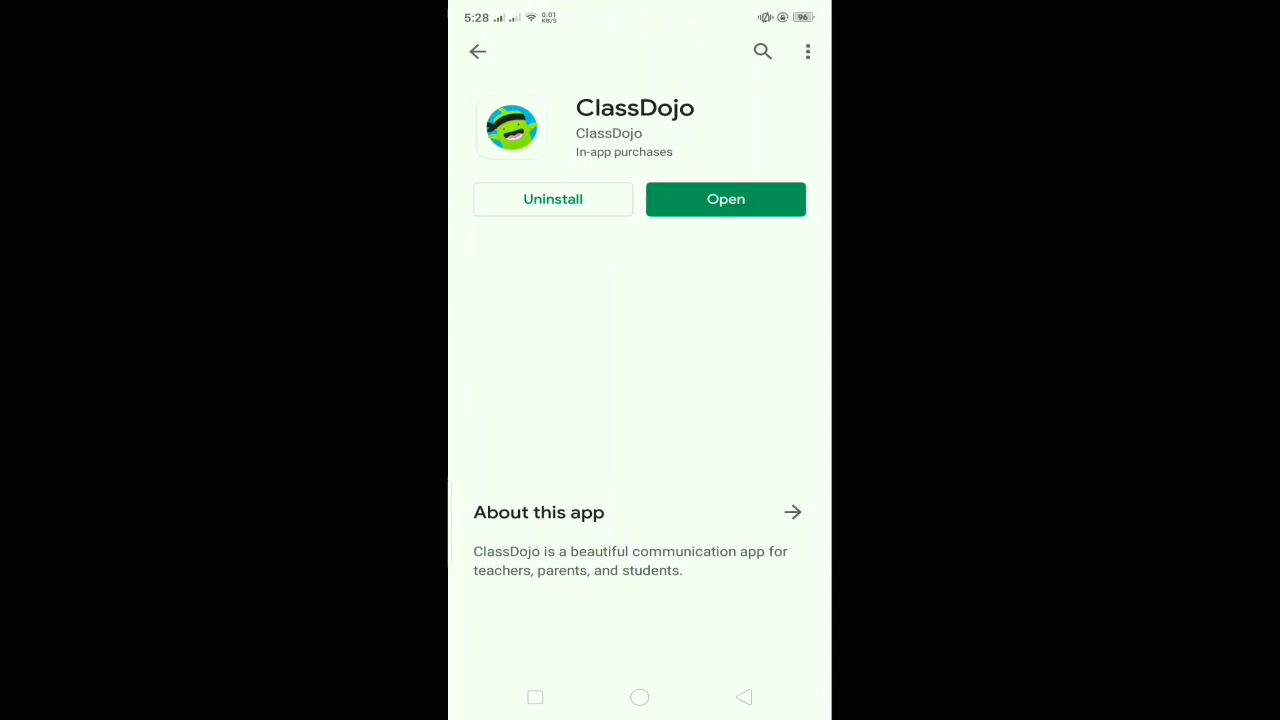 5:28 0.01 KB/S 96
ClassDojo
ClassDojo
In-app purchases
Uninstall Open
About this app
ClassDojo is a beautiful communication app for
teachers, parents, and students.